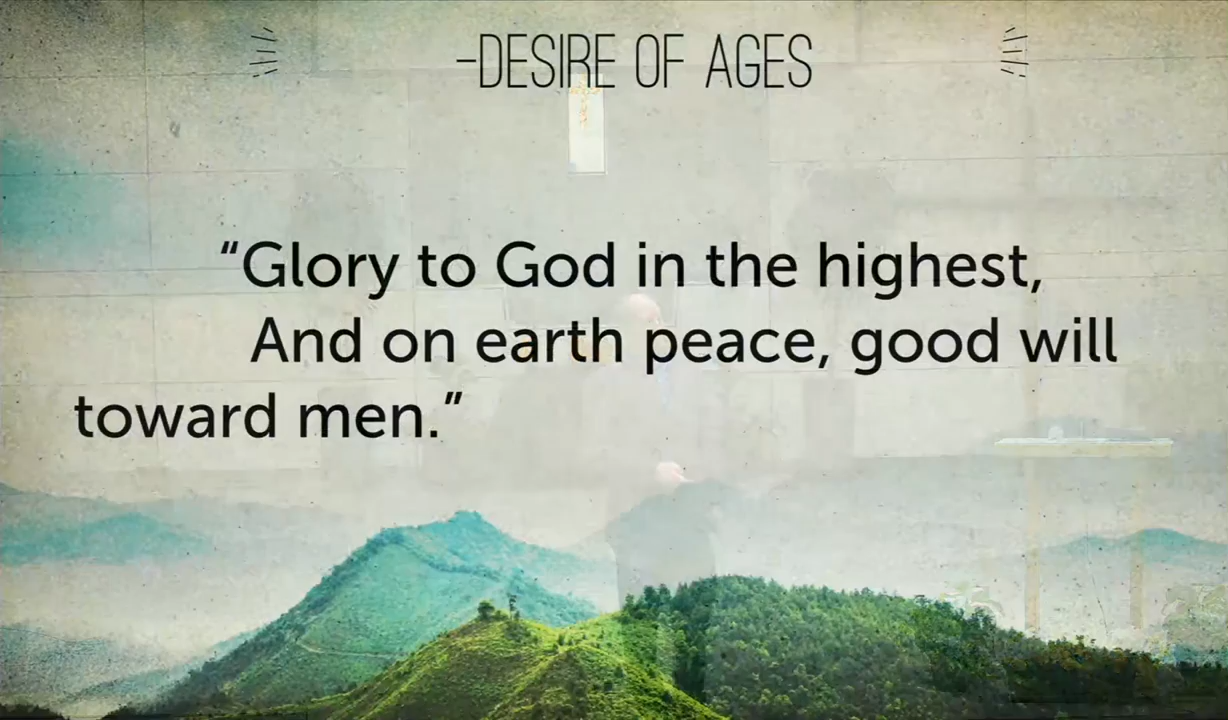 -DESIRE OF AGES
“Glory to God in the highest,
And on earth peace, good will
toward men.”